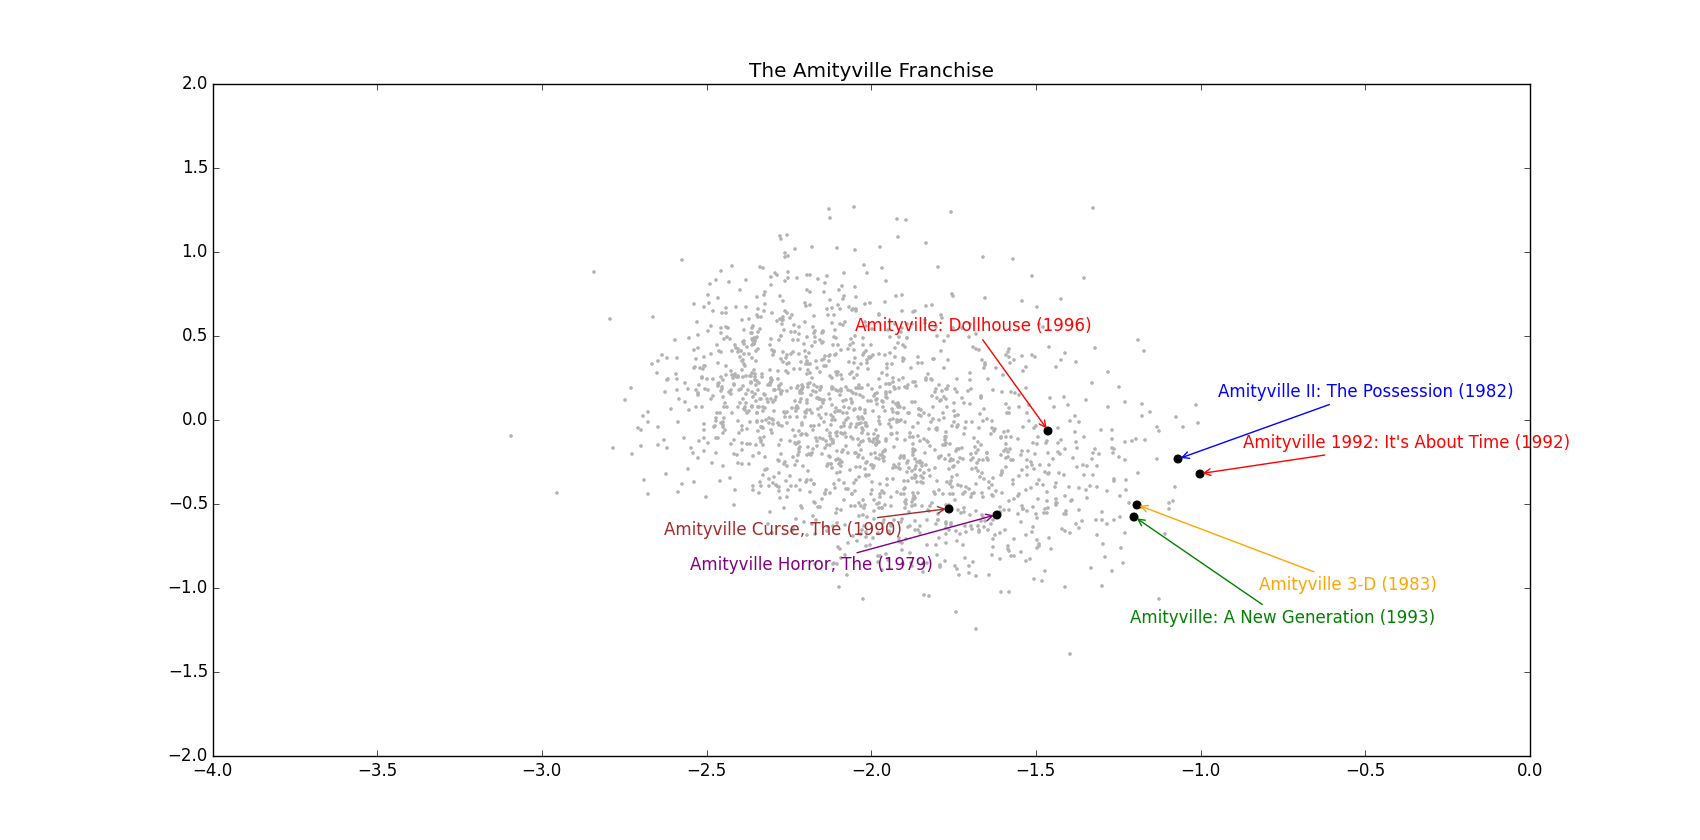 The Amityville Franchise
2.0
1.5
1.0
0.5
0.0
−0.5
−1.0
−1.5
−2.0
Amityville: Dollhouse (1996)
Amityville II: The Possession (1982)
Amityville 1992: It's About Time (1992)
Amityville Curse, The (1990)
Amityville Horror, The (1979)
Amityville 3-D (1983)
Amityville: A New Generation (1993)
−4.0 −3.5 −3.0 −2.5 −2.0 −1.5 −1.0 −0.5 0.0